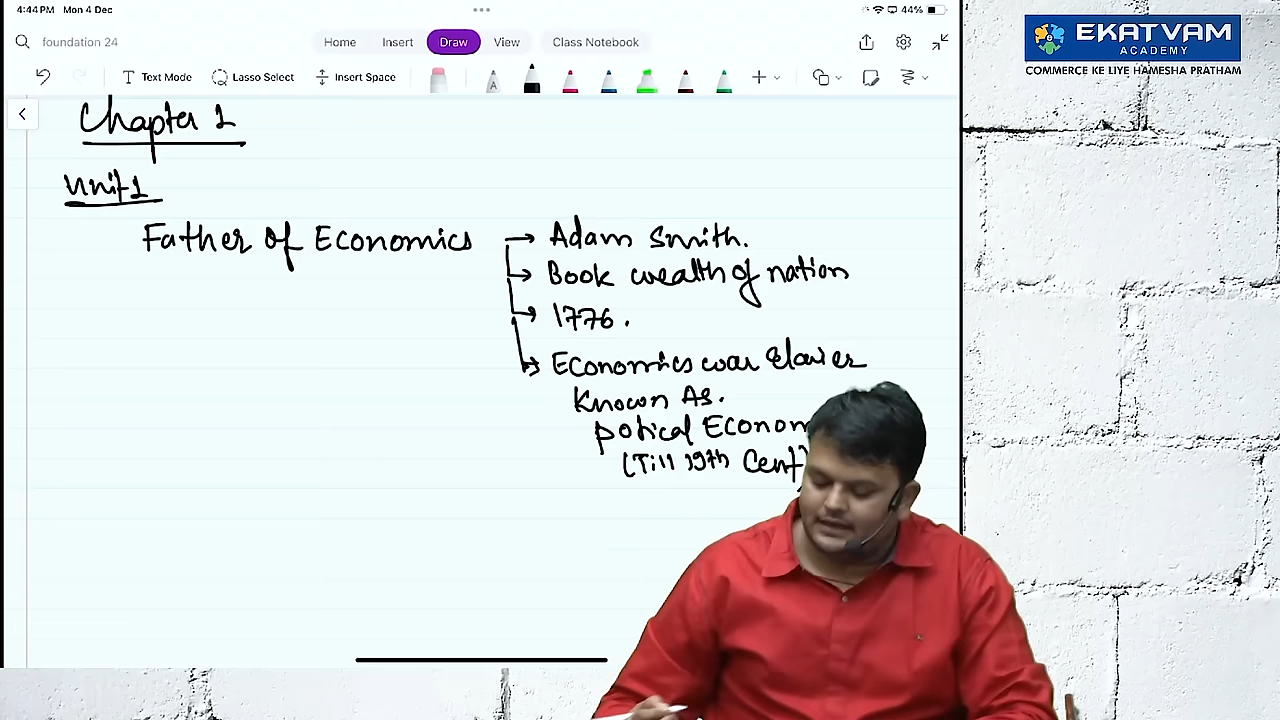 4:44 PM Mon 4 Dec
44%
foundation 24
Home Insert Draw View Class Notebook
Text Mode Lasso Select Insert Space
EKATVAM
ACADEMY
COMMERCE KE LIYE HAMESHA PRATHAM
Chapter 1
Unit 1
Father of Economics
Adam Smith.
Book wealth of nation
1776.
Economics was
Known As.
potical Econom
(Till 19th Cent